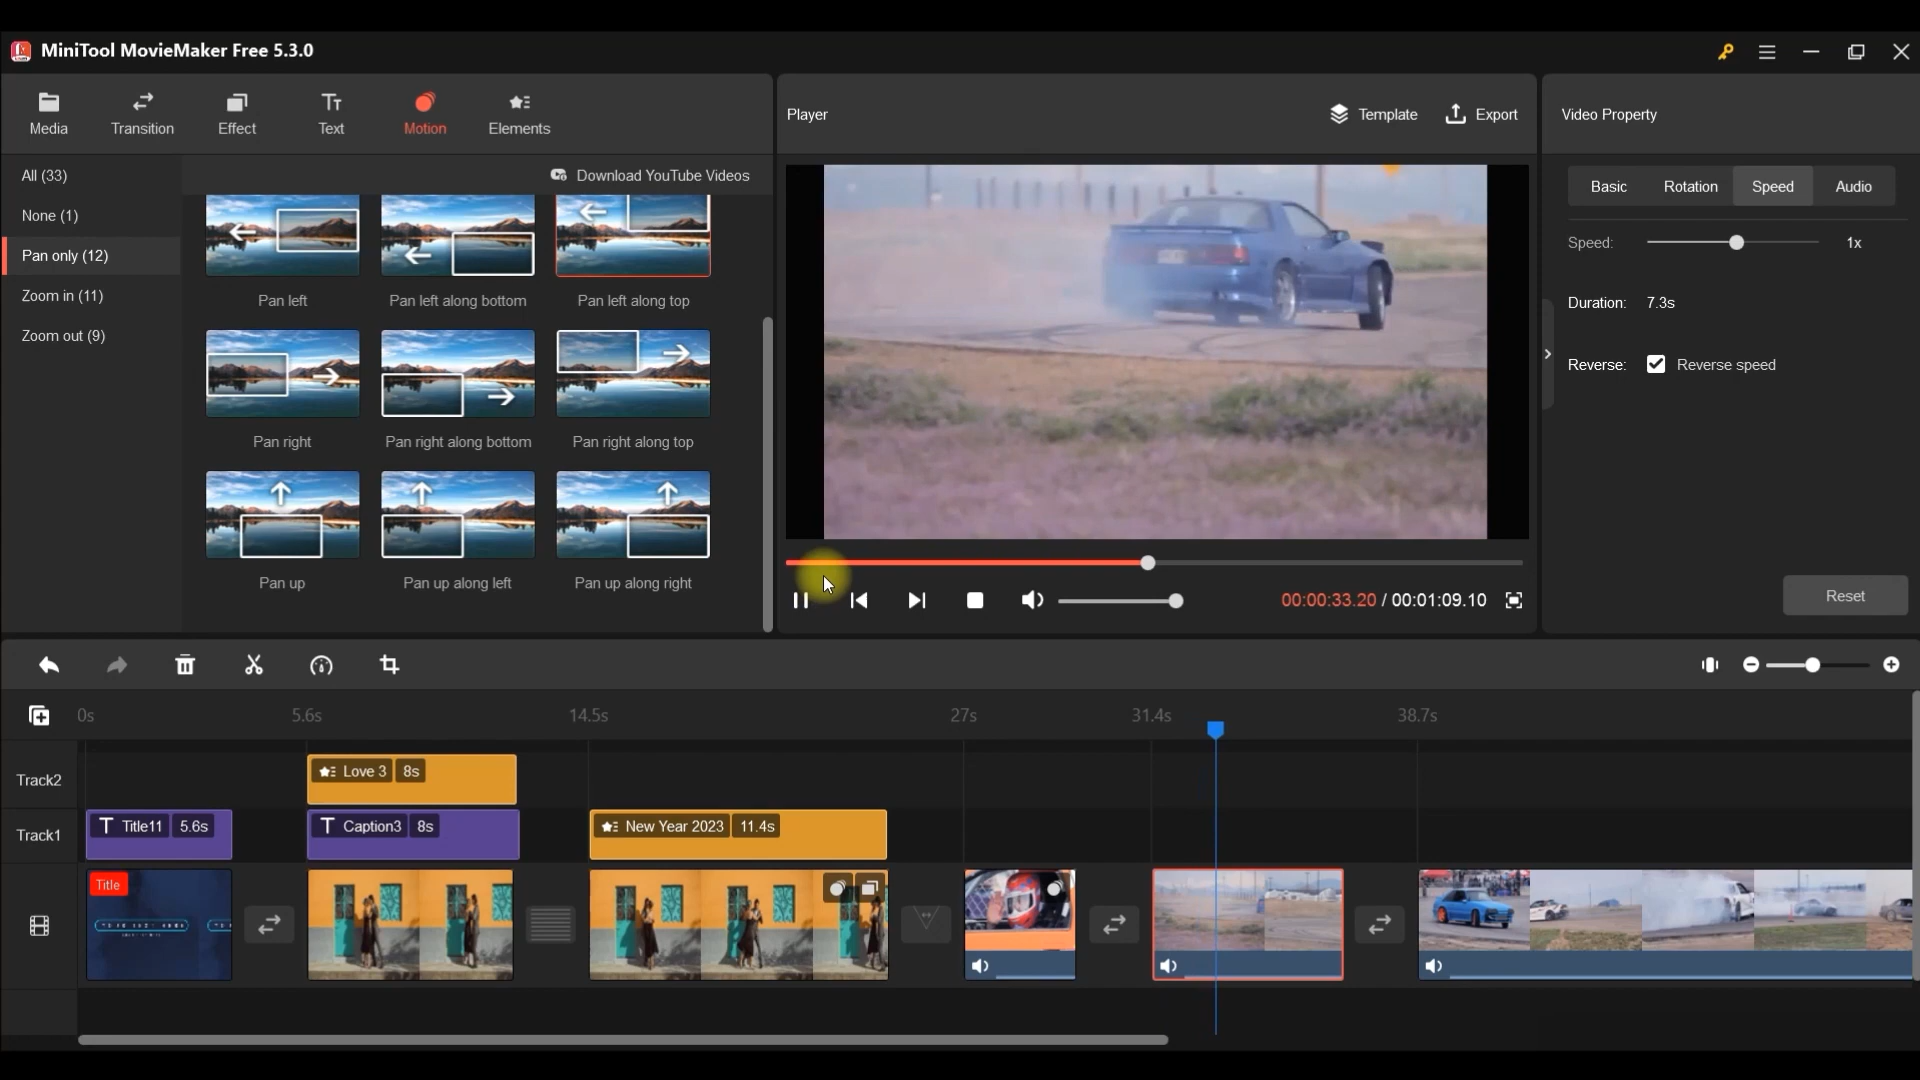 MiniTool MovieMaker Free 5.3.0
Media
Transition
Effect
Text
Motion
Elements
Player
Template
Export
Video Property
All (33)
None (1)
Pan only (12)
Zoom in (11)
Zoom out (9)
Download YouTube Videos
Pan left
Pan left along bottom
Pan left along top
Pan right
Pan right along bottom
Pan right along top
Pan up
Pan up along left
Pan up along right
00:00:33.20 / 00:01:09.10
Basic
Rotation
Speed
Audio
Speed:
1x
Duration:
7.3s
Reverse:
Reverse speed
Reset
0s
5.6s
14.5s
27s
31.4s
38.7s
Track2
Love 3
8s
Track1
Title11
5.6s
Caption3
8s
New Year 2023
11.4s
Title